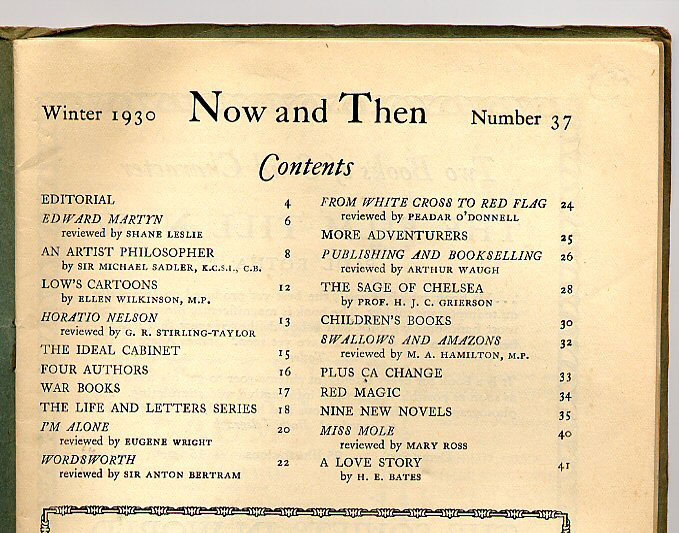 Winter 1930 Now and Then Number 37
Contents
EDITORIAL 4
EDWARD MARTYN 6
reviewed by SHANE LESLIE
AN ARTIST PHILOSOPHER 8
by SIR MICHAEL SADLER, K.C.S.I., C.B.
LOW'S CARTOONS 12
by ELLEN WILKINSON, M.P.
HORATIO NELSON 13
reviewed by G. R. STIRLING-TAYLOR
THE IDEAL CABINET 15
FOUR AUTHORS 16
WAR BOOKS 17
THE LIFE AND LETTERS SERIES 18
I'M ALONE 20
reviewed by EUGENE WRIGHT
WORDSWORTH 22
reviewed by SIR ANTON BERTRAM
FROM WHITE CROSS TO RED FLAG 24
reviewed by PEADAR O'DONNELL
MORE ADVENTURERS 25
PUBLISHING AND BOOKSELLING 26
reviewed by ARTHUR WAUGH
THE SAGE OF CHELSEA 28
by PROF. H. J. C. GRIERSON
CHILDREN'S BOOKS 30
SWALLOWS AND AMAZONS 32
reviewed by M. A. HAMILTON, M.P.
PLUS ÇA CHANGE 33
RED MAGIC 34
NINE NEW NOVELS 35
MISS MOLE 40
reviewed by MARY ROSS
A LOVE STORY 41
by H. E. BATES